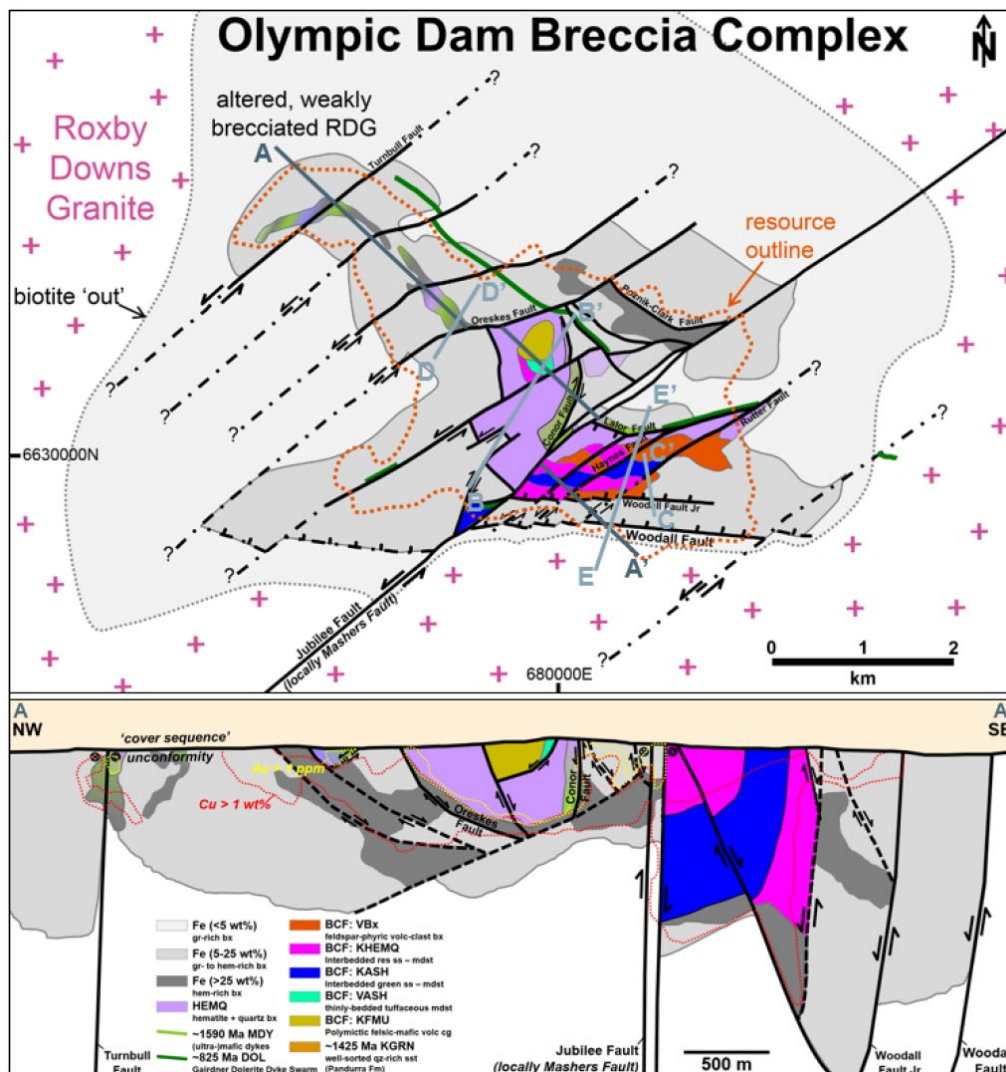 Olympic Dam Breccia Complex
N
altered, weakly
brecciated RDG
Roxby
Downs
Granite
A
Turnbull Fault
?
?
?
resource
outline
biotite 'out'
D'
B'
Poknik-Clark Fault
Oreskes Fault
D
?
?
?
E'
?
?
Conor Fault
Lalor Fault
Rutter Fault
Haynes F
C'
6630000N
B
Woodall Fault Jr
C
Woodall Fault
E
A'
?
?
?
Jubilee Fault
(locally Mashers Fault)
680000E
0 1 2
km
A
NW
A
SE
'cover sequence'
unconformity
Au > 1 ppm
Cu > 1 wt%
Oreskes
Fault
Conor
Fault
Fe (<5 wt%)
gr-rich bx
Fe (5-25 wt%)
gr- to hem-rich bx
Fe (>25 wt%)
hem-rich bx
HEMQ
hematite + quartz bx
~1590 Ma MDY
(ultra-)mafic dykes
~825 Ma DOL
Gairdner Dolerite Dyke Swarm
BCF: VBx
feldspar-phyric volc-clast bx
BCF: KHEMQ
Interbedded res ss – mdst
BCF: KASH
Interbedded green ss – mdst
BCF: VASH
thinly-bedded tuffaceous mdst
BCF: KFMU
Polymictic felsic-mafic volc cg
~1425 Ma KGRN
well-sorted qz-rich sst
(Pandurra Fm)
Turnbull
Fault
Jubilee Fault
(locally Mashers Fault)
500 m
Woodall
Fault Jr
Wooda
Fault